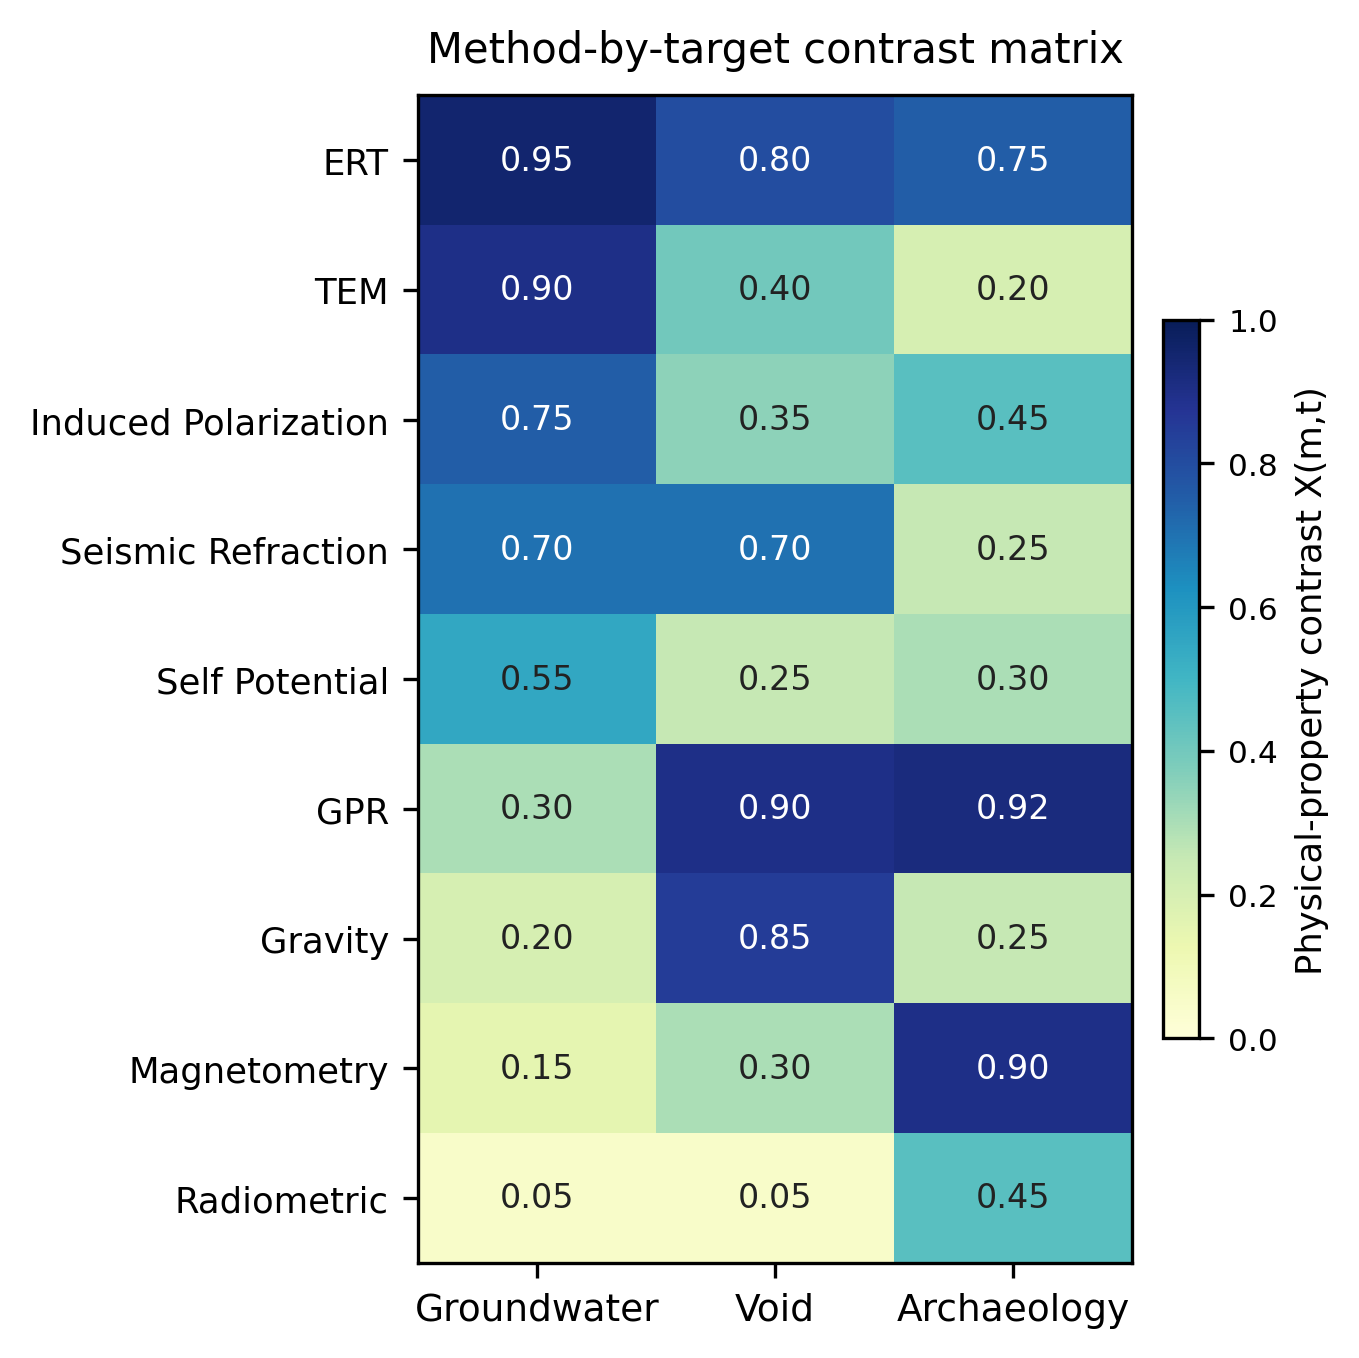 Method-by-target contrast matrix
ERT 0.95 0.80 0.75
TEM 0.90 0.40 0.20
Induced Polarization 0.75 0.35 0.45
Seismic Refraction 0.70 0.70 0.25
Self Potential 0.55 0.25 0.30
GPR 0.30 0.90 0.92
Gravity 0.20 0.85 0.25
Magnetometry 0.15 0.30 0.90
Radiometric 0.05 0.05 0.45
Groundwater Void Archaeology
1.0
0.8
0.6
0.4
0.2
0.0
Physical-property contrast X(m,t)